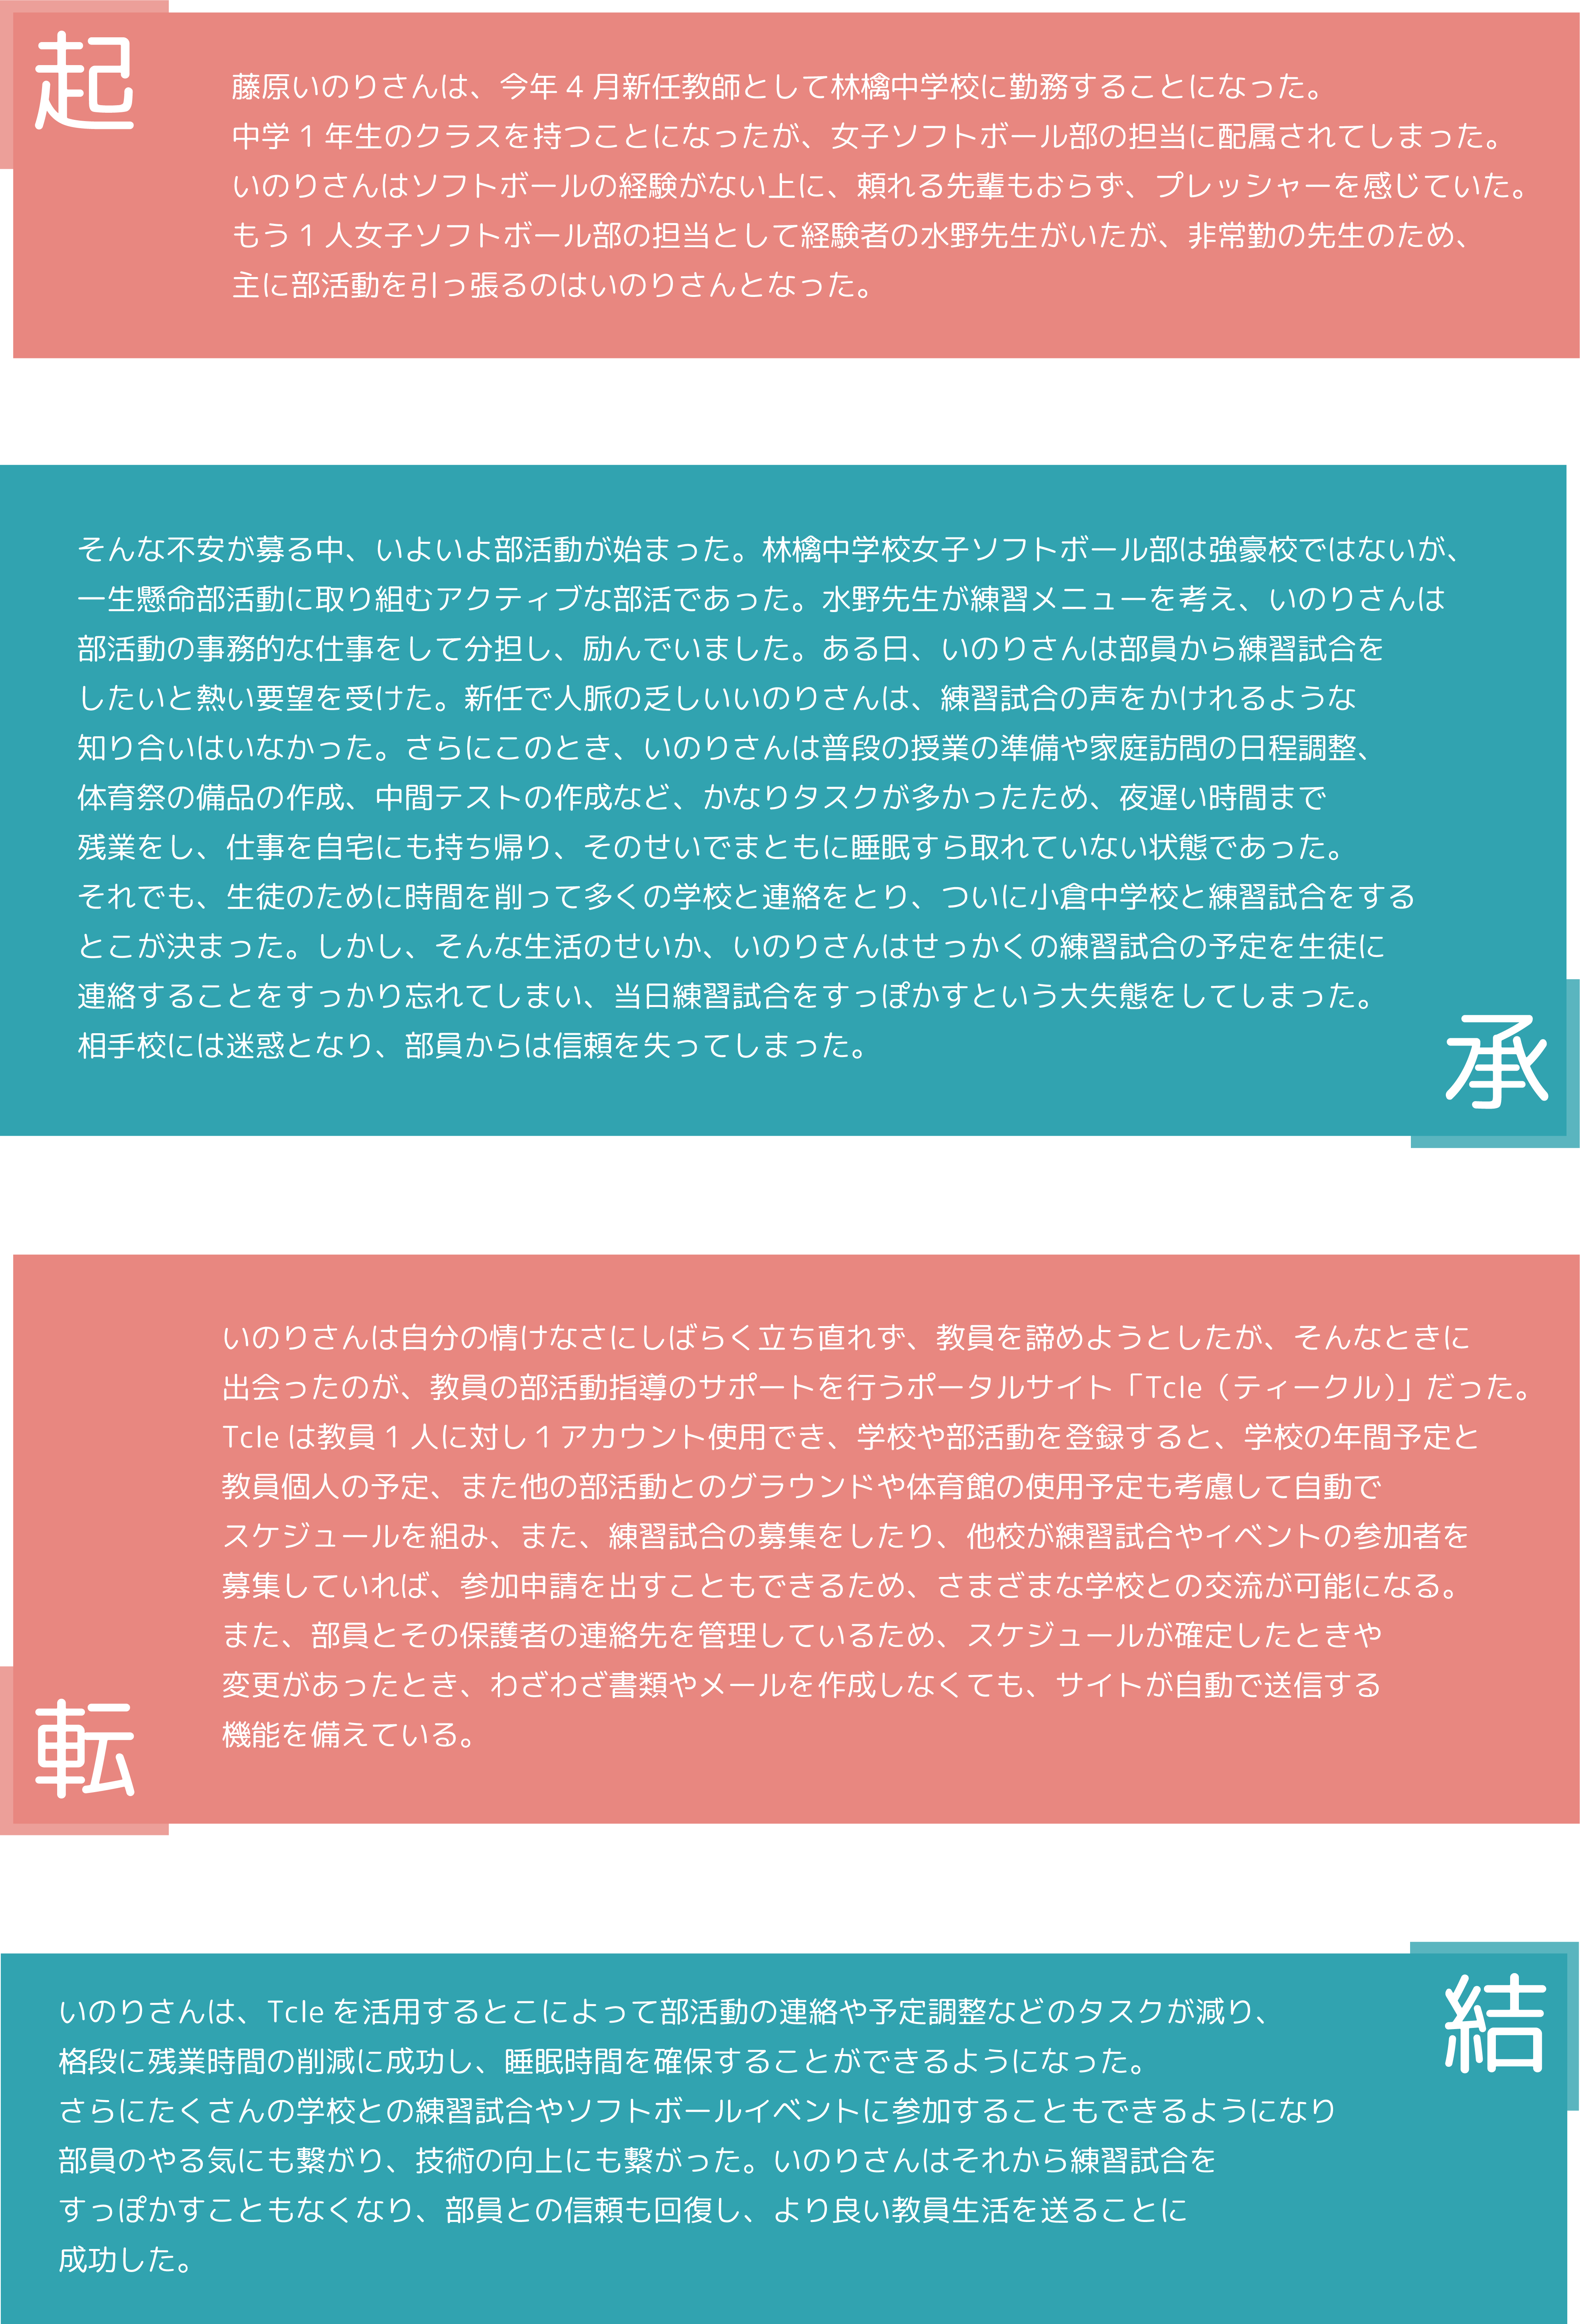 起
藤原いのりさんは、今年 4 月新任教師として林檎中学校に勤務することになった。
中学 1 年生のクラスを持つことになったが、女子ソフトボール部の担当に配属されてしまった。
いのりさんはソフトボールの経験がない上に、頼れる先輩もおらず、プレッシャーを感じていた。
もう 1 人女子ソフトボール部の担当として経験者の水野先生がいたが、非常勤の先生のため、
主に部活動を引っ張るのはいのりさんとなった。
そんな不安が募る中、いよいよ部活動が始まった。林檎中学校女子ソフトボール部は強豪校ではないが、
一生懸命部活動に取り組むアクティブな部活であった。水野先生が練習メニューを考え、いのりさんは
部活動の事務的な仕事をして分担し、励んでいました。ある日、いのりさんは部員から練習試合を
したいと熱い要望を受けた。新任で人脈の乏しいいのりさんは、練習試合の声をかけれるような
知り合いはいなかった。さらにこのとき、いのりさんは普段の授業の準備や家庭訪問の日程調整、
体育祭の備品の作成、中間テストの作成など、かなりタスクが多かったため、夜遅い時間まで
残業をし、仕事を自宅にも持ち帰り、そのせいでまともに睡眠すら取れていない状態であった。
それでも、生徒のために時間を削って多くの学校と連絡をとり、ついに小倉中学校と練習試合をする
とこが決まった。しかし、そんな生活のせいか、いのりさんはせっかくの練習試合の予定を生徒に
連絡することをすっかり忘れてしまい、当日練習試合をすっぽかすという大失態をしてしまった。
相手校には迷惑となり、部員からは信頼を失ってしまった。
承
いのりさんは自分の情けなさにしばらく立ち直れず、教員を諦めようとしたが、そんなときに
出会ったのが、教員の部活動指導のサポートを行うポータルサイト「Tcle（ティークル）」だった。
Tcle は教員 1 人に対し 1 アカウント使用でき、学校や部活動を登録すると、学校の年間予定と
教員個人の予定、また他の部活動とのグラウンドや体育館の使用予定も考慮して自動で
スケジュールを組み、また、練習試合の募集をしたり、他校が練習試合やイベントの参加者を
募集していれば、参加申請を出すこともできるため、さまざまな学校との交流が可能になる。
また、部員とその保護者の連絡先を管理しているため、スケジュールが確定したときや
変更があったとき、わざわざ書類やメールを作成しなくても、サイトが自動で送信する
機能を備えている。
転
結
いのりさんは、Tcle を活用するとこによって部活動の連絡や予定調整などのタスクが減り、
格段に残業時間の削減に成功し、睡眠時間を確保することができるようになった。
さらにたくさんの学校との練習試合やソフトボールイベントに参加することもできるようになり
部員のやる気にも繋がり、技術の向上にも繋がった。いのりさんはそれから練習試合を
すっぽかすこともなくなり、部員との信頼も回復し、より良い教員生活を送ることに
成功した。